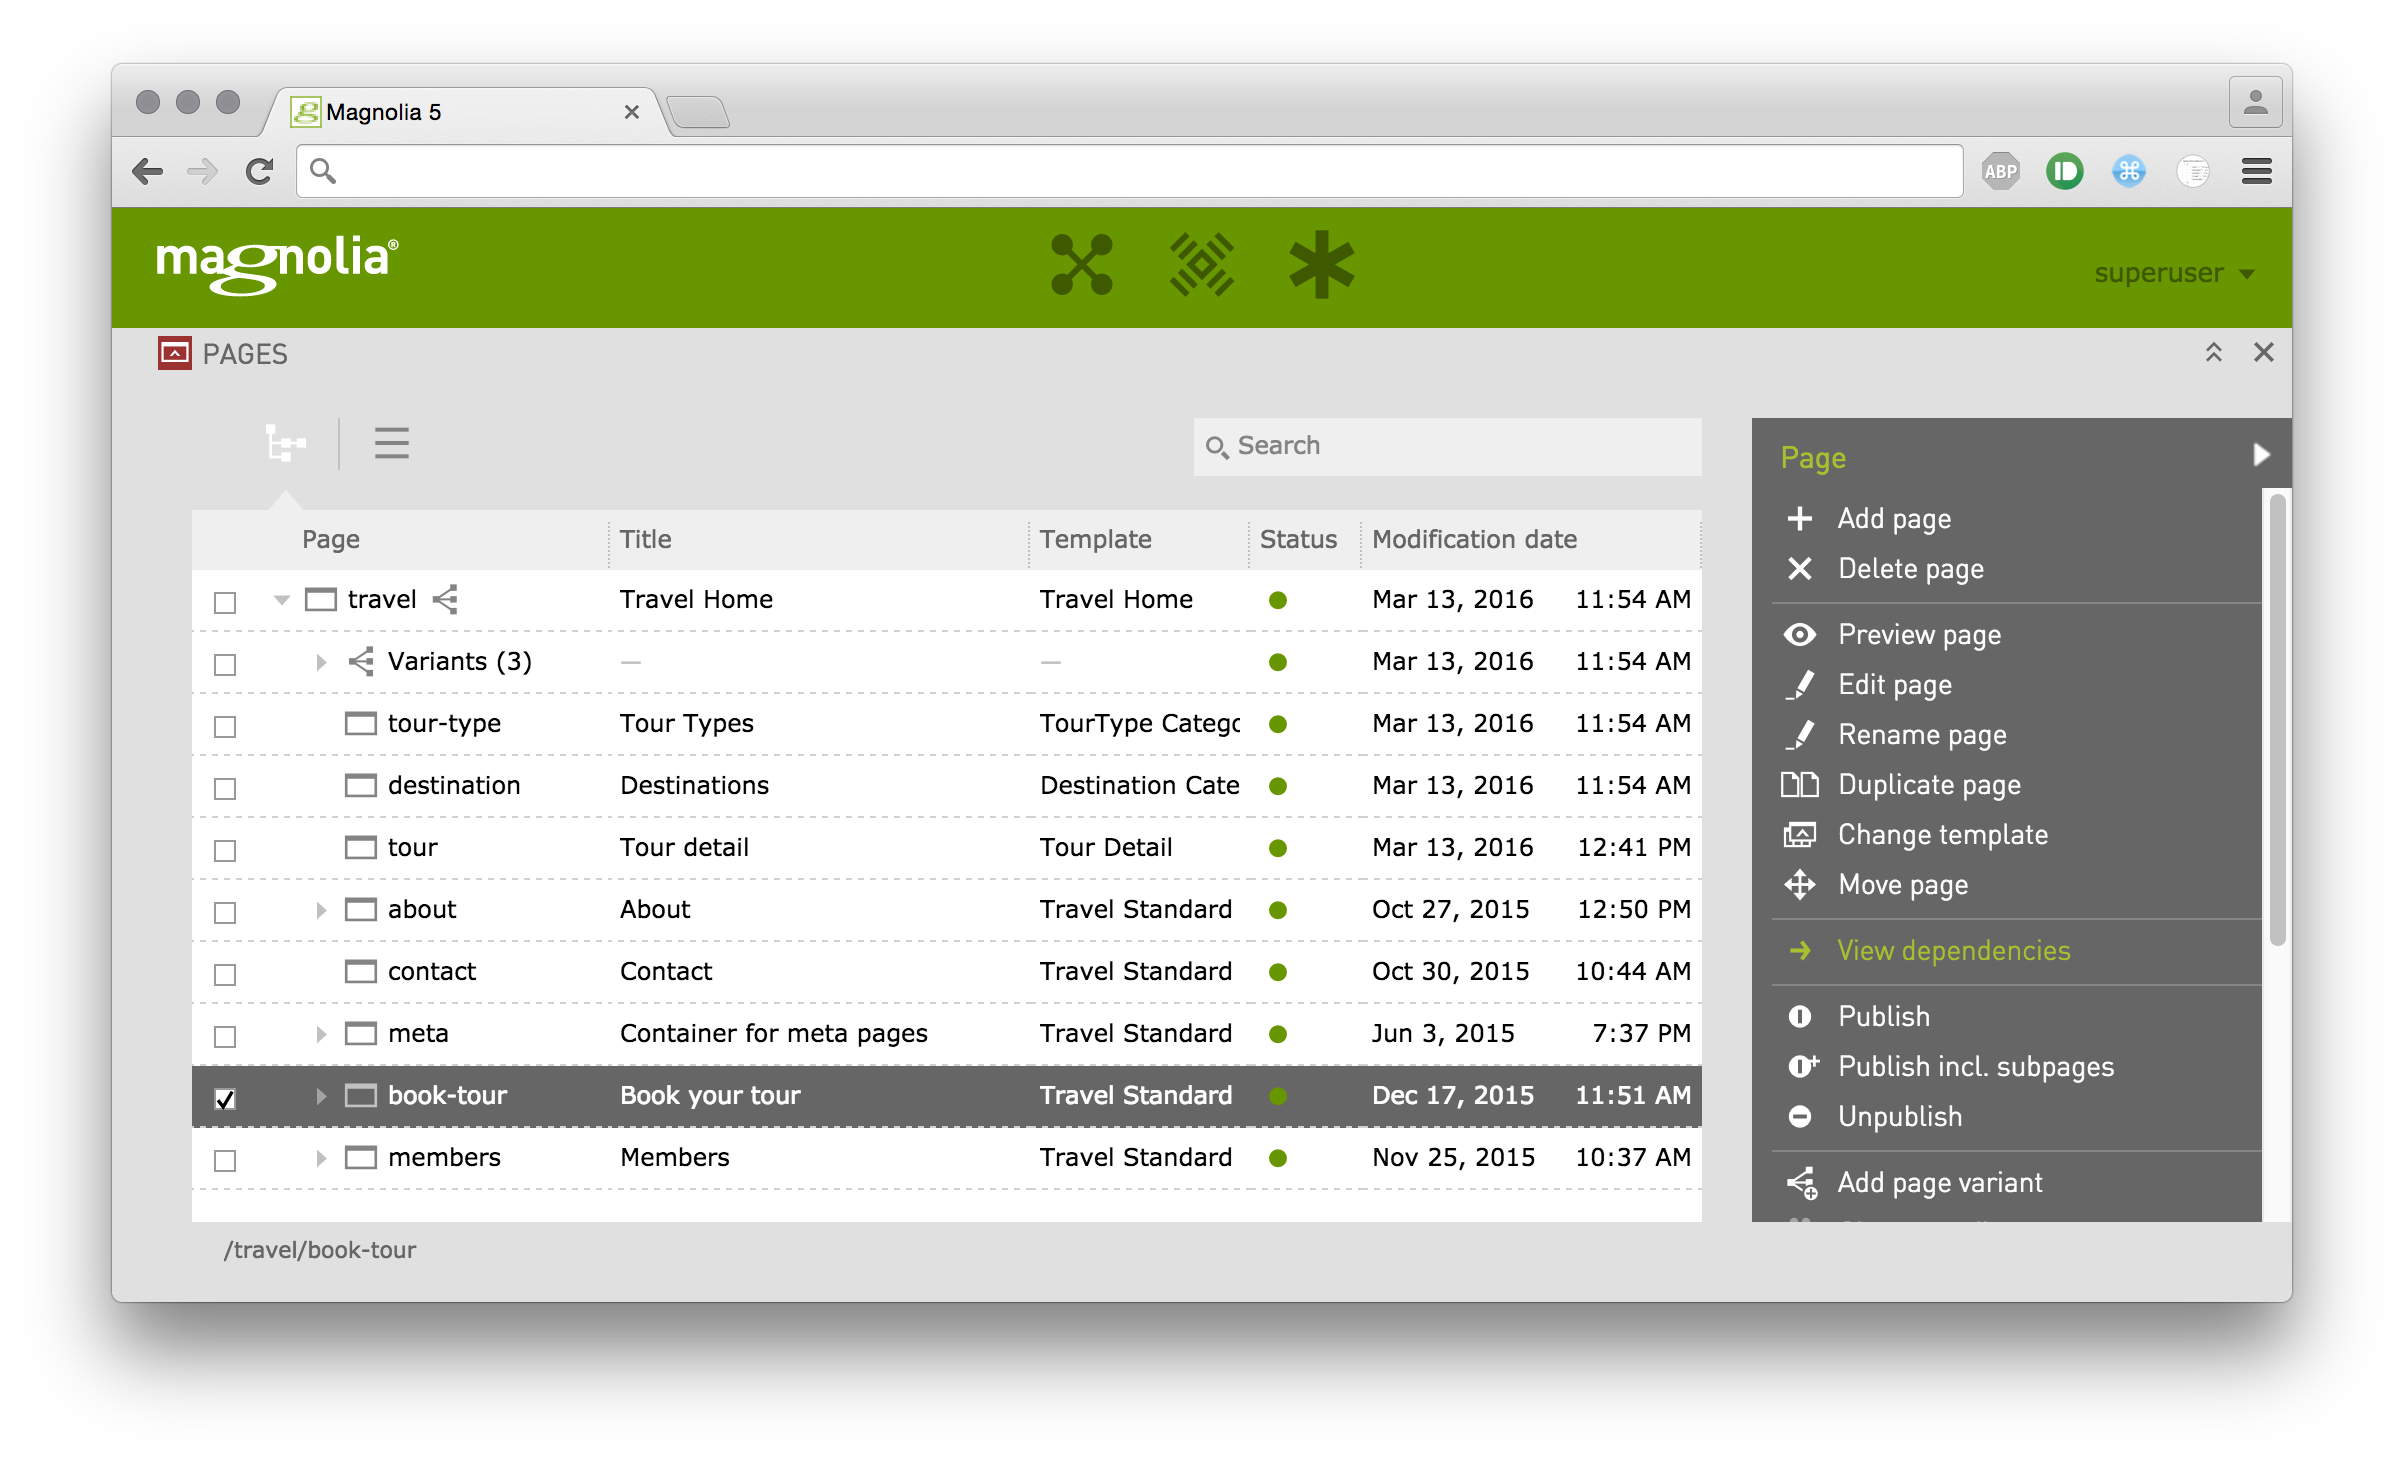 Magnolia 5
ABP
magnolia®
superuser
PAGES
Search
Page Title Template Status Modification date
travel Travel Home Travel Home Mar 13, 2016 11:54 AM
Variants (3) — — Mar 13, 2016 11:54 AM
tour-type Tour Types TourType Catego Mar 13, 2016 11:54 AM
destination Destinations Destination Cate Mar 13, 2016 11:54 AM
tour Tour detail Tour Detail Mar 13, 2016 12:41 PM
about About Travel Standard Oct 27, 2015 12:50 PM
contact Contact Travel Standard Oct 30, 2015 10:44 AM
meta Container for meta pages Travel Standard Jun 3, 2015 7:37 PM
book-tour Book your tour Travel Standard Dec 17, 2015 11:51 AM
members Members Travel Standard Nov 25, 2015 10:37 AM
/travel/book-tour
Page
Add page
Delete page
Preview page
Edit page
Rename page
Duplicate page
Change template
Move page
View dependencies
Publish
Publish incl. subpages
Unpublish
Add page variant